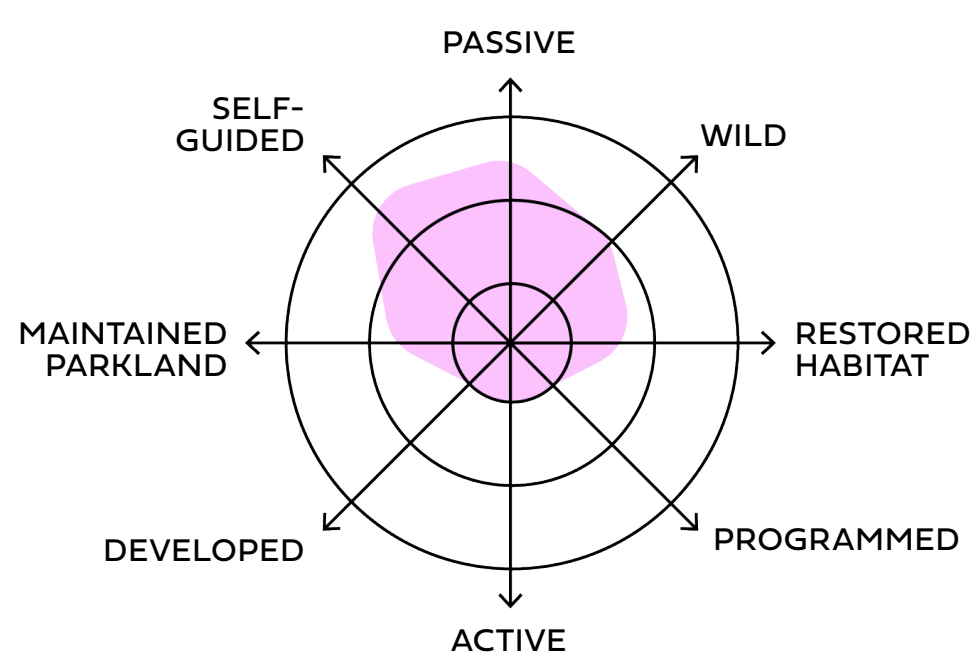 PASSIVE
SELF-
GUIDED
WILD
MAINTAINED
PARKLAND
RESTORED
HABITAT
DEVELOPED
PROGRAMMED
ACTIVE